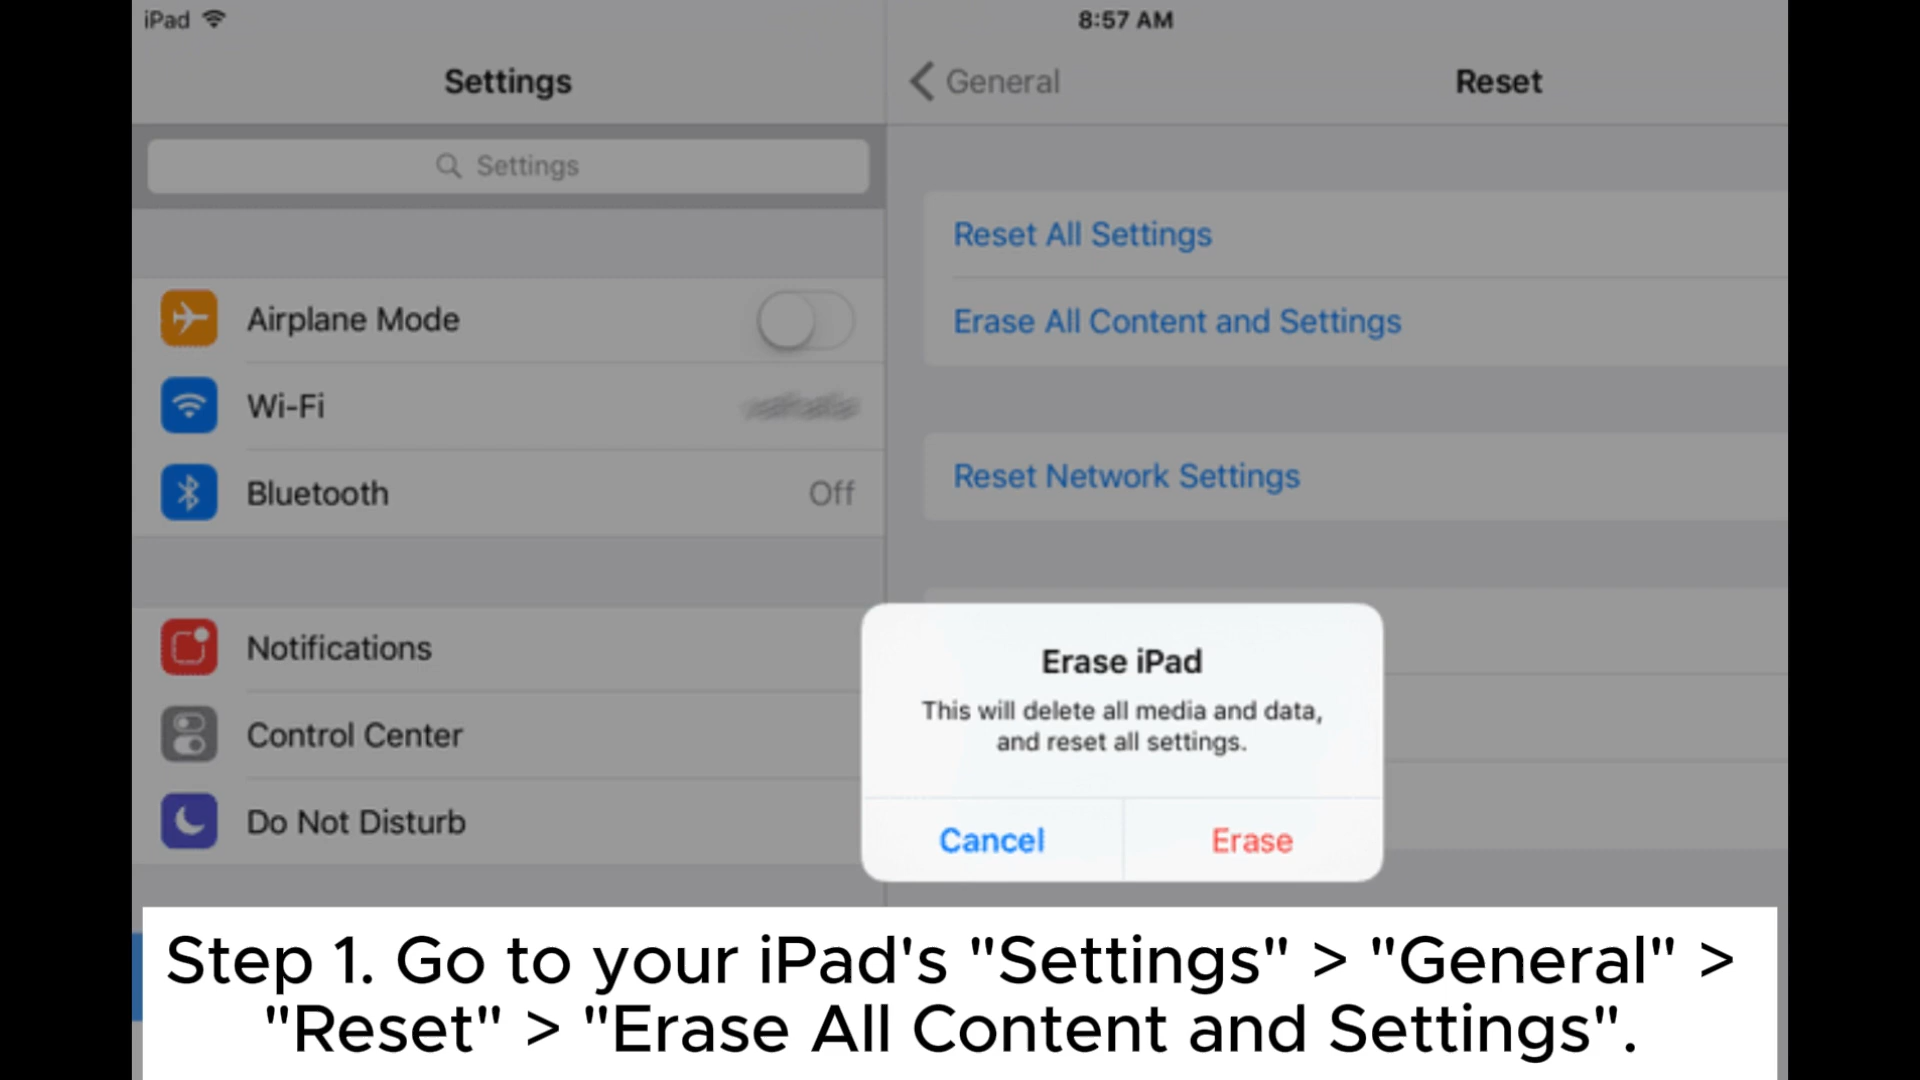 iPad
8:57 AM
Settings
General
Reset
Settings
Airplane Mode
Wi-Fi
Bluetooth
Off
Notifications
Control Center
Do Not Disturb
Reset All Settings
Erase All Content and Settings
Reset Network Settings
Erase iPad
This will delete all media and data,
and reset all settings.
Cancel
Erase
Step 1. Go to your iPad's "Settings" > "General" >
"Reset" > "Erase All Content and Settings".